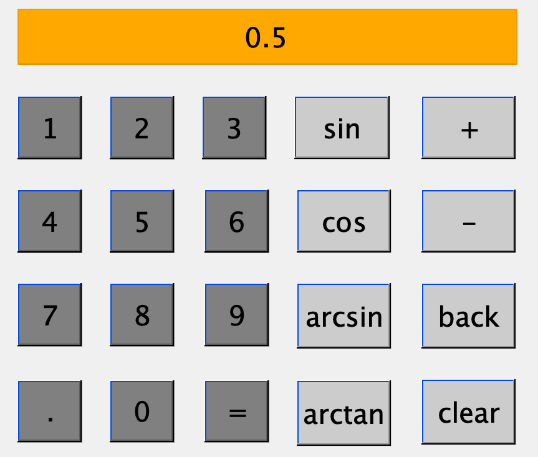 0.5
1 2 3 sin +
4 5 6 cos -
7 8 9 arcsin back
. 0 = arctan clear